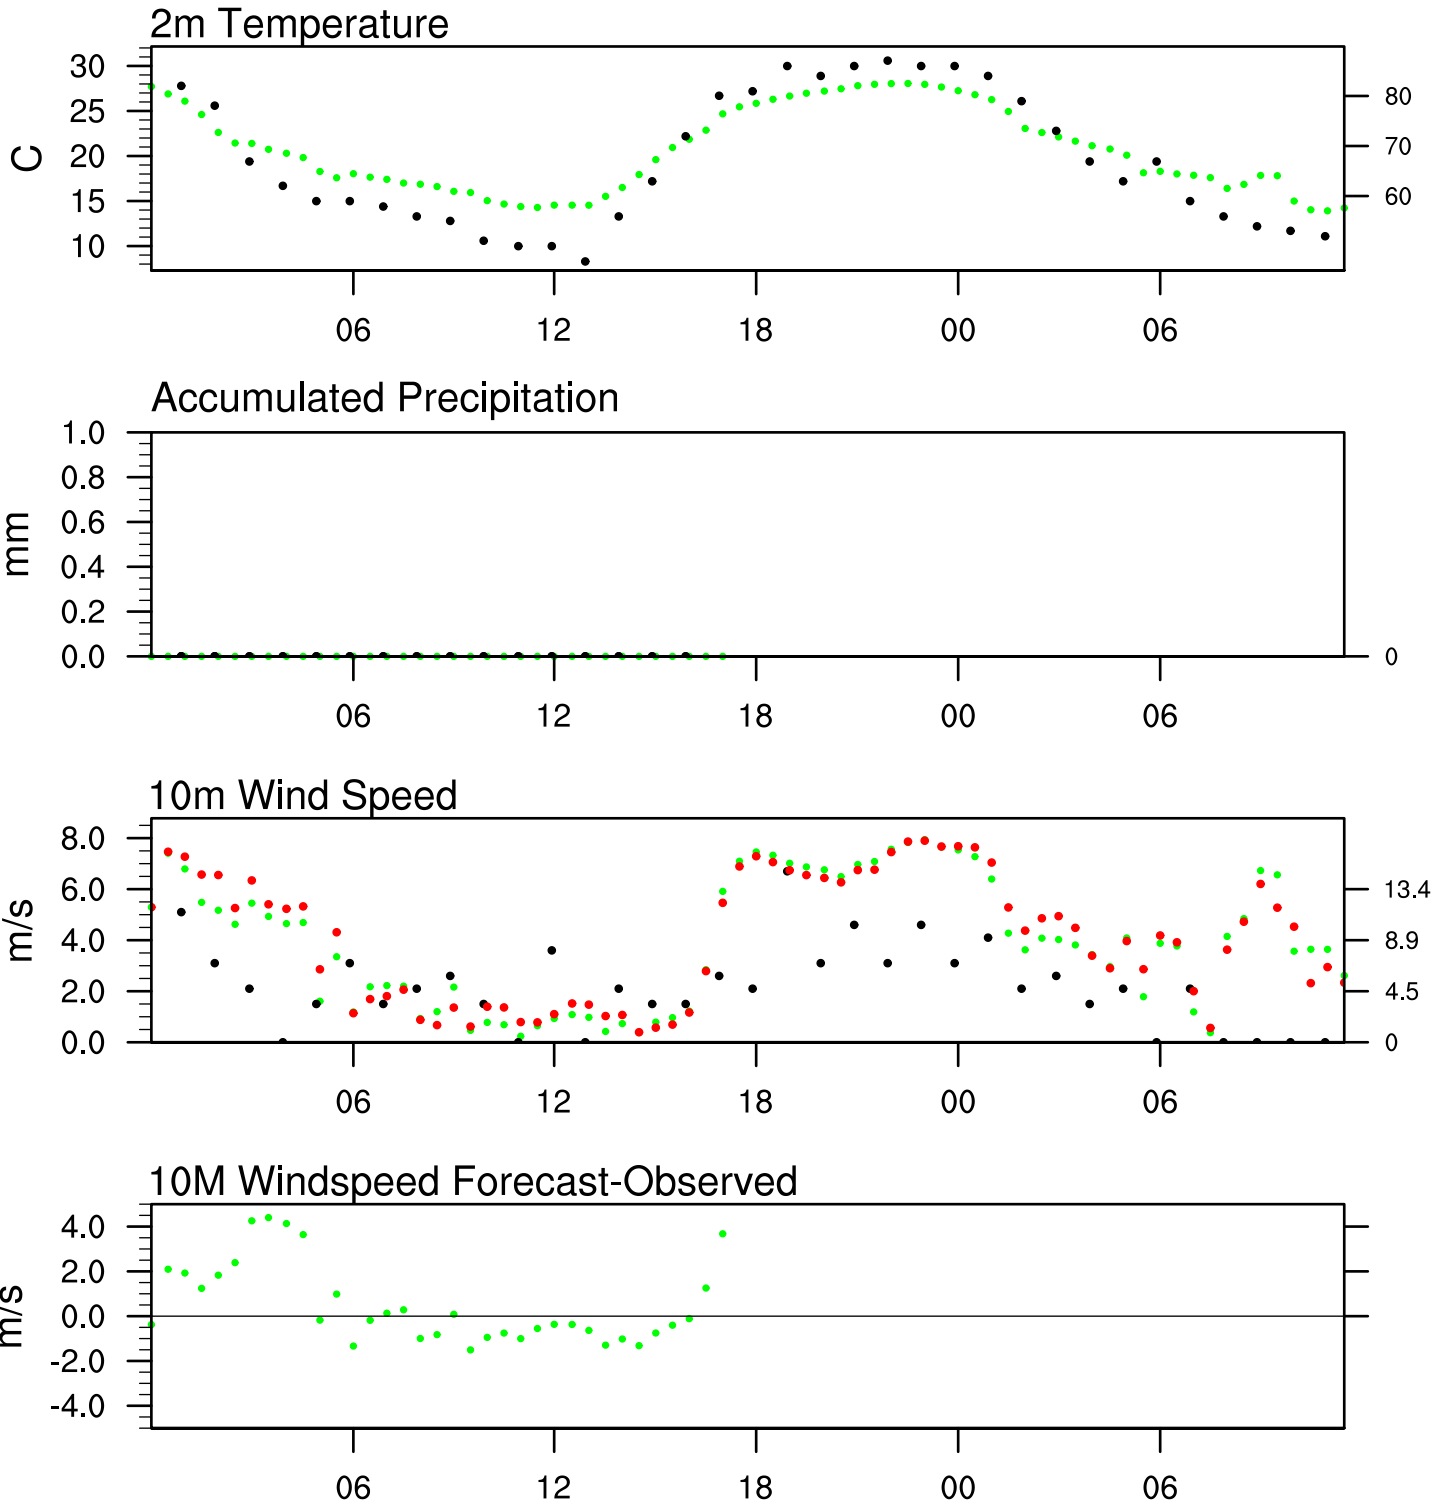 2m Temperature
30
25
20
15
10
C
80
70
60
06 12 18 00 06
Accumulated Precipitation
1.0
0.8
0.6
0.4
0.2
0.0
mm
0
06 12 18 00 06
10m Wind Speed
8.0
6.0
4.0
2.0
0.0
m/s
13.4
8.9
4.5
0
06 12 18 00 06
10M Windspeed Forecast-Observed
4.0
2.0
0.0
-2.0
-4.0
m/s
06 12 18 00 06